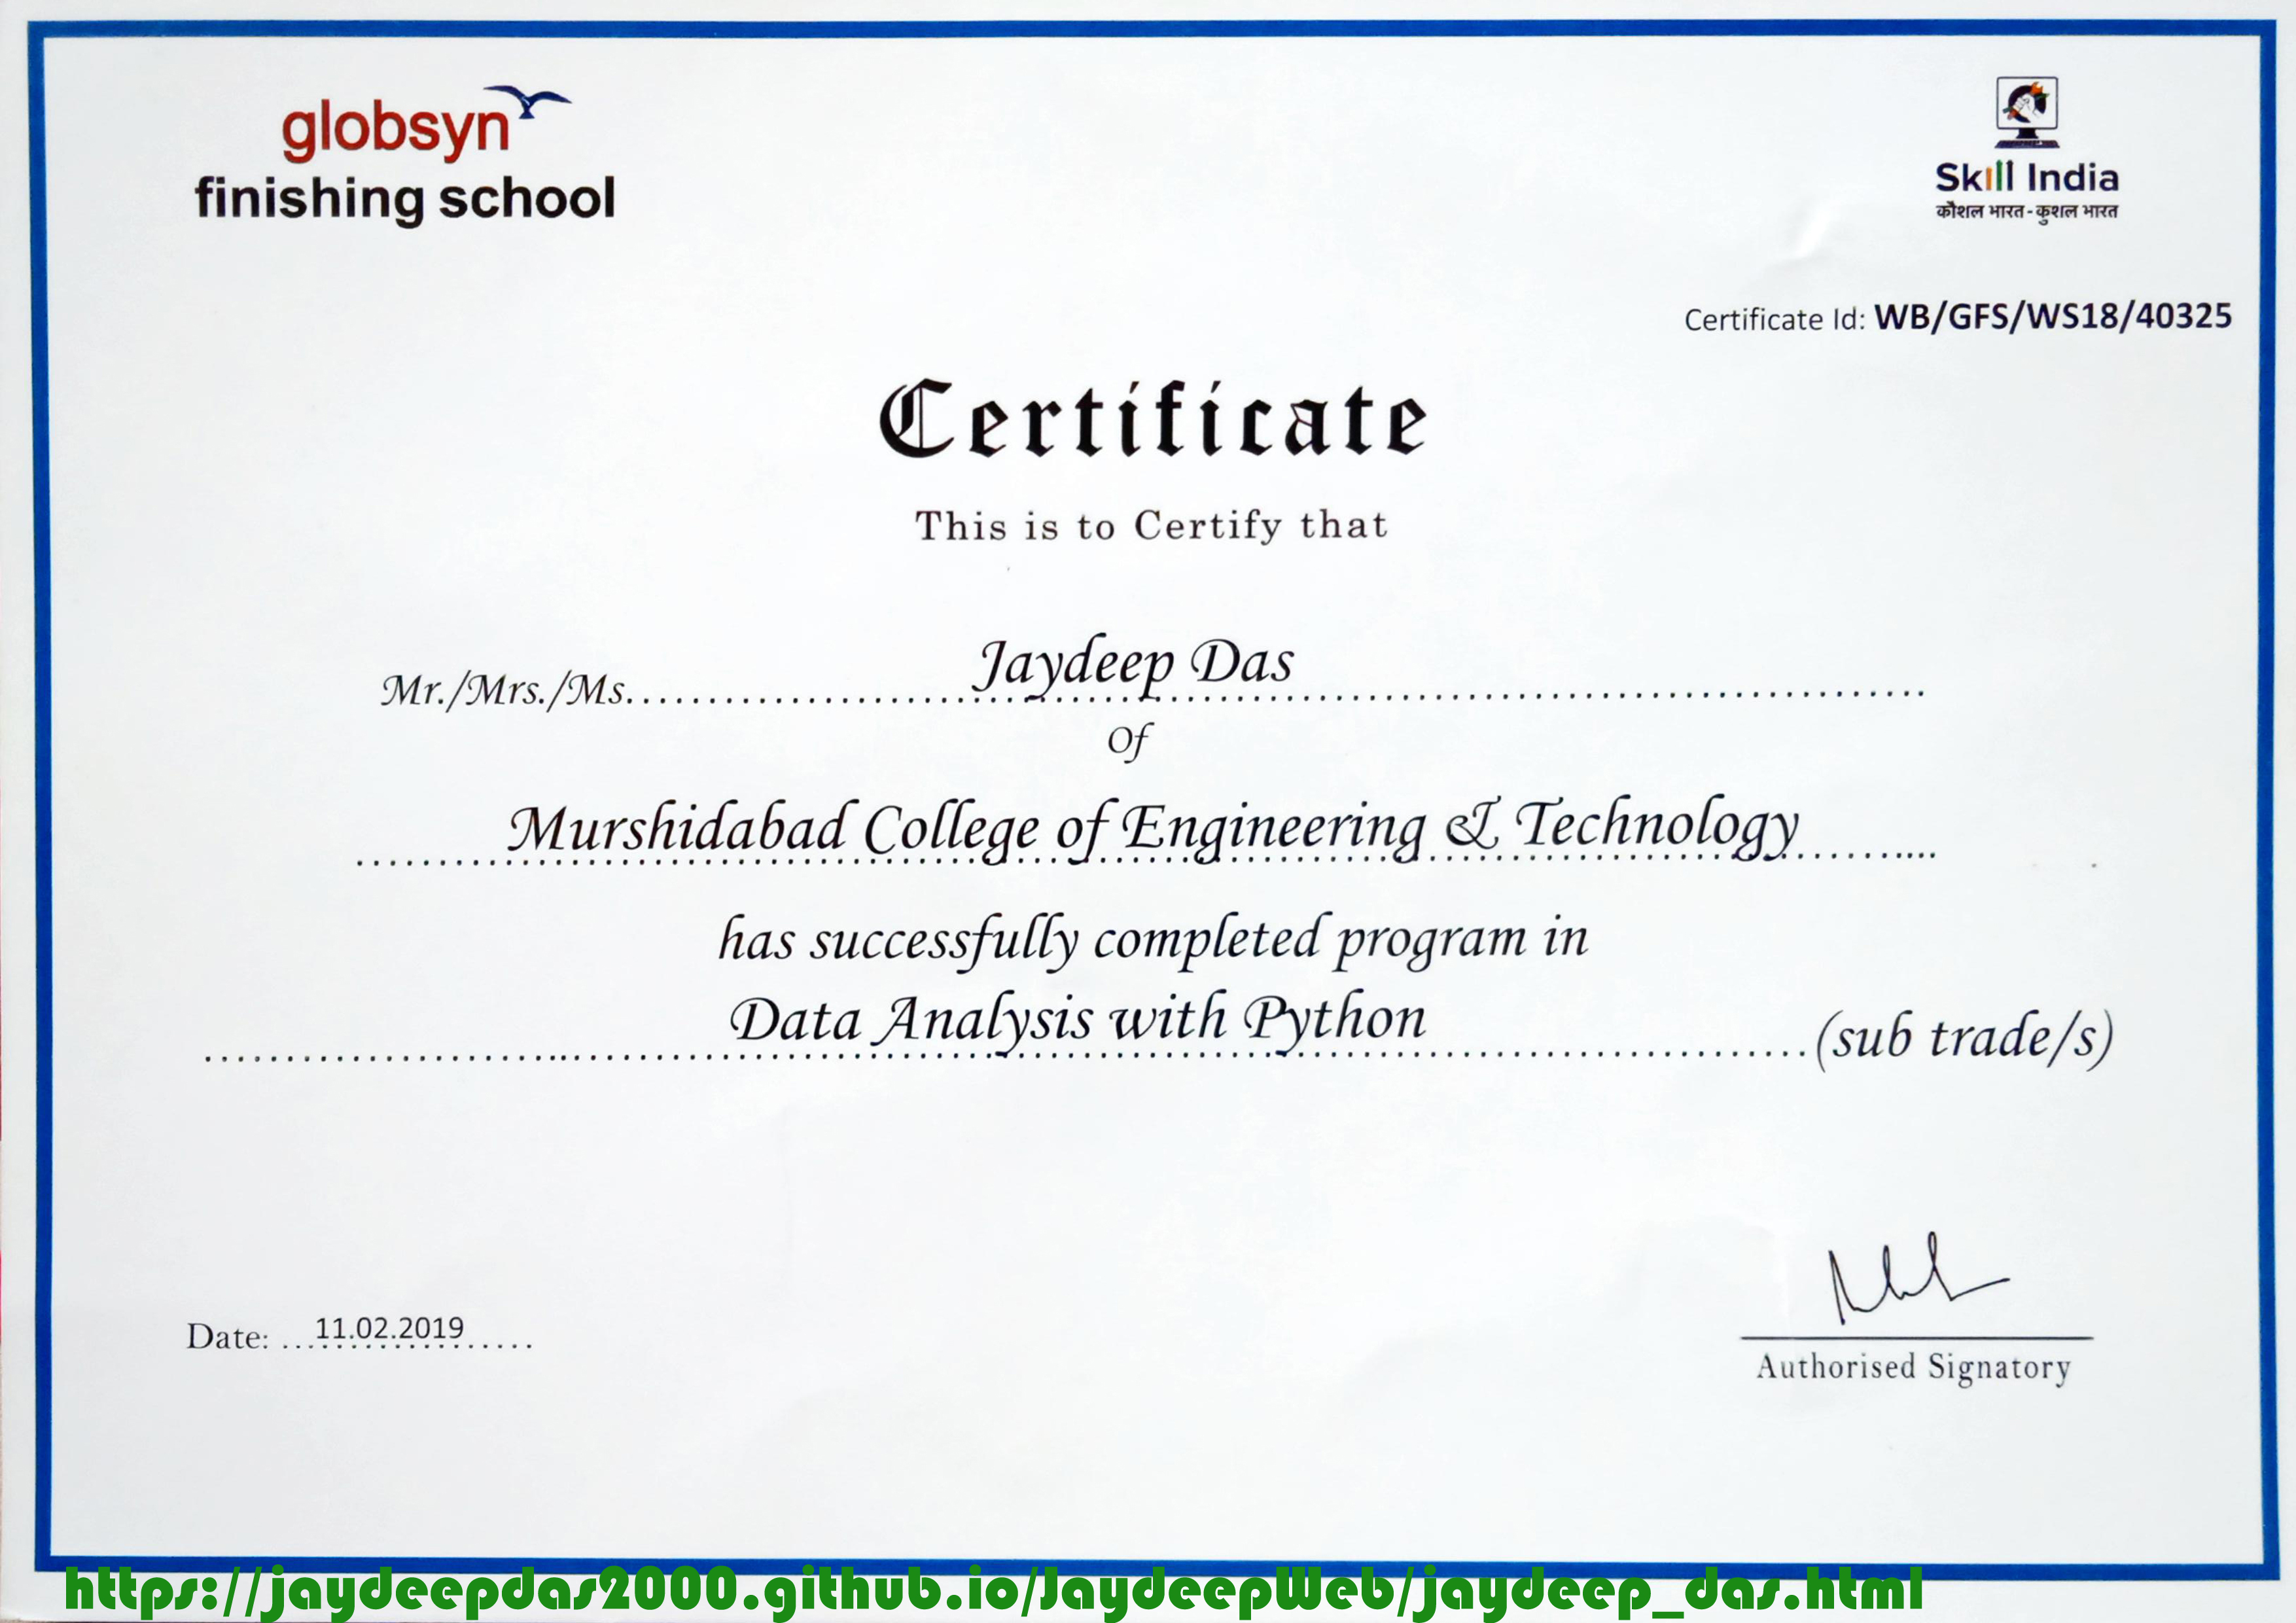 globsyn
finishing school
Skill India
कौशल भारत - कुशल भारत
Certificate Id: WB/GFS/WS18/40325
Certificate
This is to Certify that
Mr./Mrs./Ms. Jaydeep Das
Of
Murshidabad College of Engineering & Technology
has successfully completed program in
Data Analysis with Python (sub trade/s)
Date: 11.02.2019
Authorised Signatory
https://jaydeepdas2000.github.io/JaydeepWeb/jaydeep_das.html